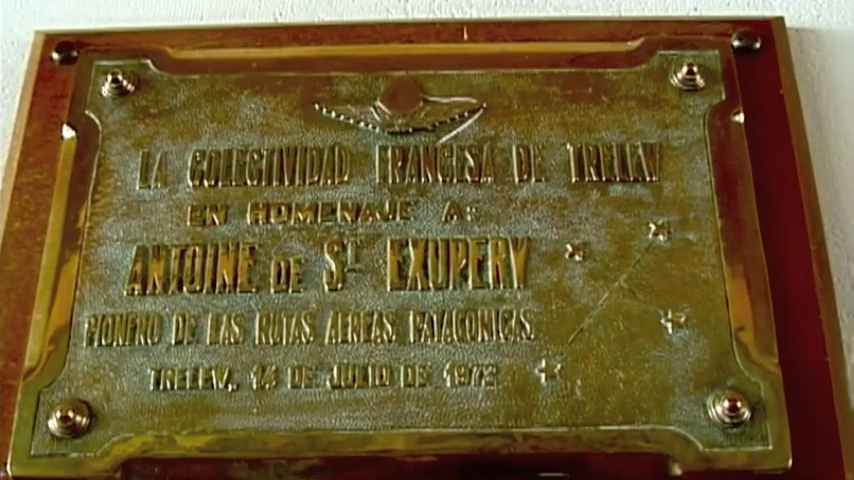 LA COLECTIVIDAD FRANCESA DE TRELEW
EN HOMENAJE A:
ANTOINE DE ST EXUPERY
PIONERO DE LAS RUTAS AEREAS PATAGONICAS
TRELEW, 14 DE JULIO DE 1973